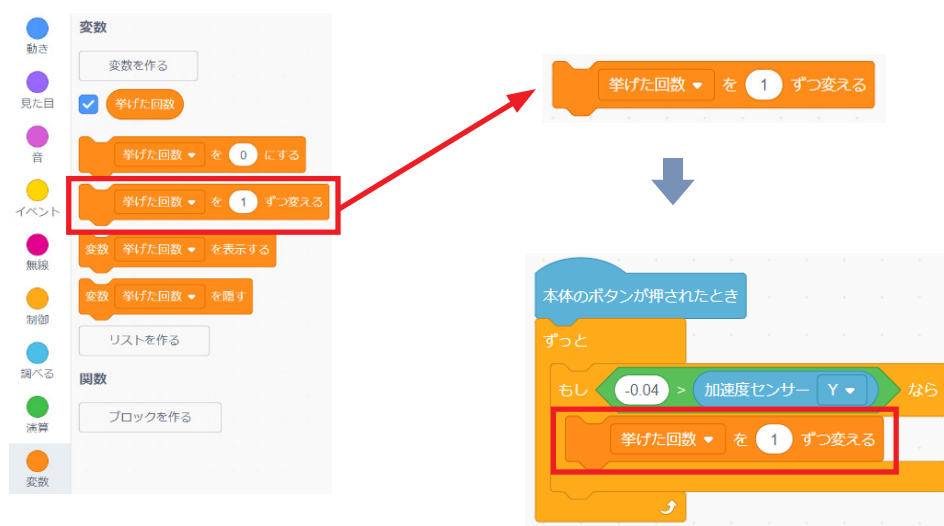 動き
見た目
音
イベント
無線
制御
調べる
演算
変数
変数
変数を作る
挙げた回数
挙げた回数 を 0 にする
挙げた回数 を 1 ずつ変える
変数 挙げた回数 を表示する
変数 挙げた回数 を隠す
リストを作る
関数
ブロックを作る
挙げた回数 を 1 ずつ変える
本体のボタンが押されたとき
ずっと
もし -0.04 > 加速度センサー Y なら
挙げた回数 を 1 ずつ変える